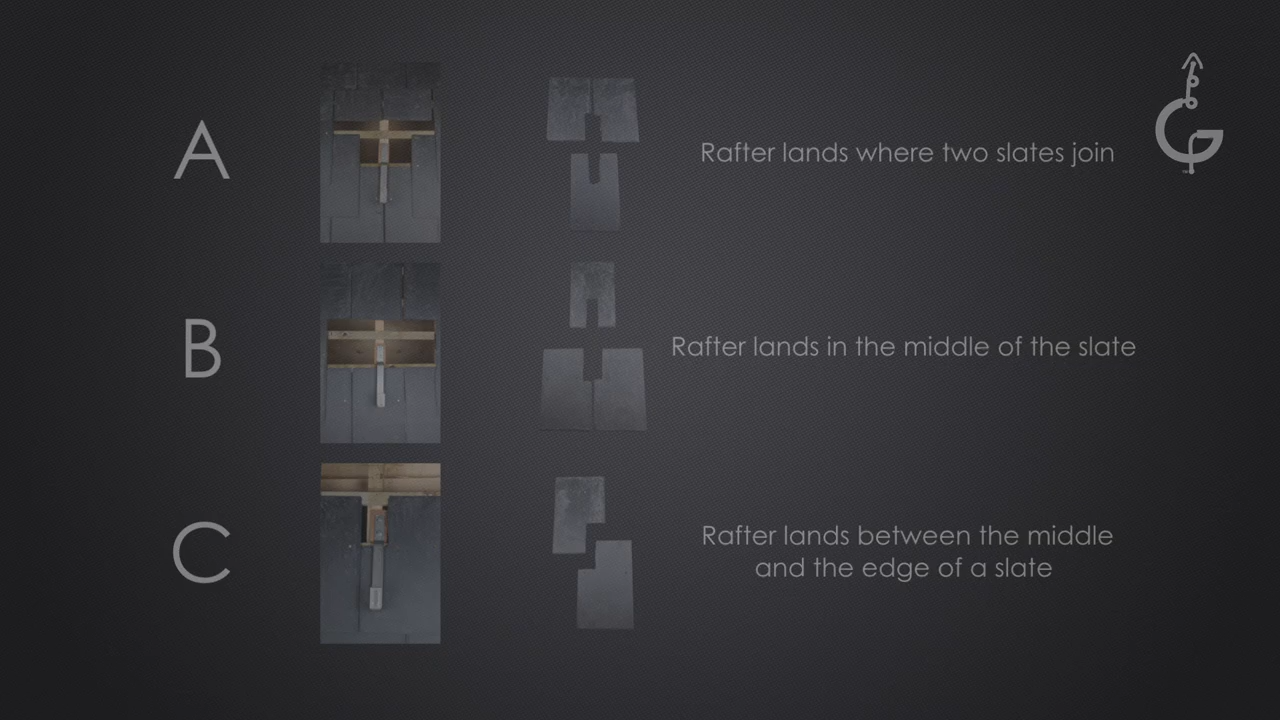 A
Rafter lands where two slates join
B
Rafter lands in the middle of the slate
C
Rafter lands between the middle
and the edge of a slate